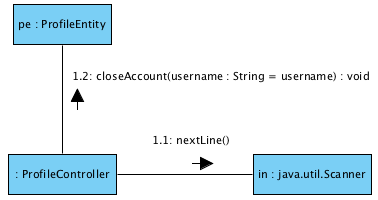 pe : ProfileEntity
1.2: closeAccount(username : String = username) : void
1.1: nextLine()
: ProfileController
in : java.util.Scanner